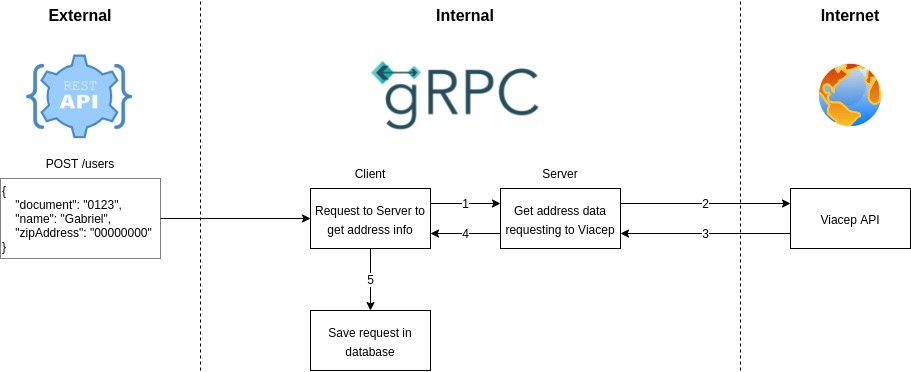 External
Internal
Internet
REST
API
gRPC
POST /users
{
"document": "0123",
"name": "Gabriel",
"zipAddress": "00000000"
}
Client
Server
Request to Server to
get address info
1
4
Get address data
requesting to Viacep
2
3
Viacep API
5
Save request in
database